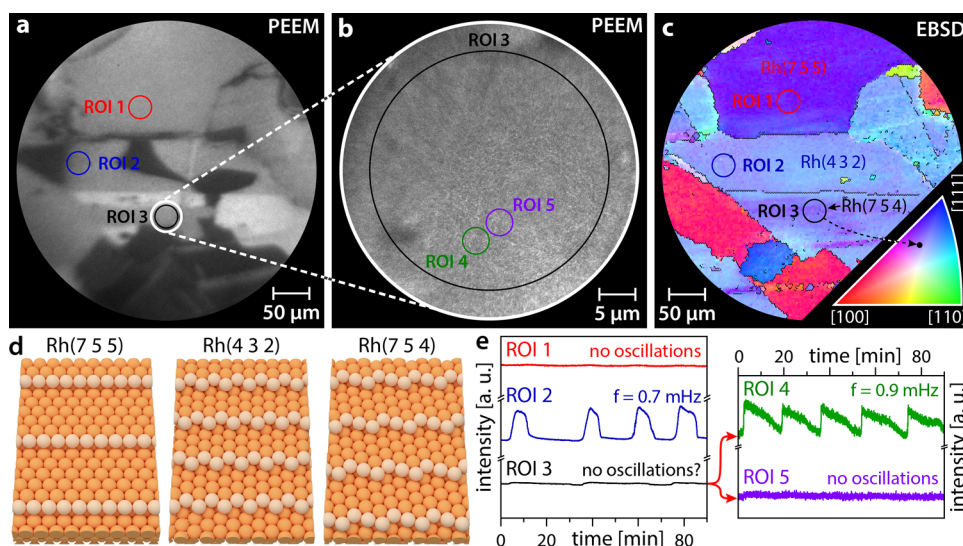 a
PEEM
ROI 1
ROI 2
ROI 3
50 µm
b
PEEM
ROI 3
ROI 5
ROI 4
5 µm
c
EBSD
Rh(7 5 5)
ROI 1
ROI 2
Rh(4 3 2)
ROI 3
Rh(7 5 4)
[111]
[100]
[110]
50 µm
d
Rh(7 5 5)
Rh(4 3 2)
Rh(7 5 4)
e
ROI 1
no oscillations
ROI 2
f = 0.7 mHz
ROI 3
no oscillations?
intensity [a. u.]
0
40
80
time [min]
0
20
time [min]
80
ROI 4
f = 0.9 mHz
ROI 5
no oscillations
intensity [a. u.]